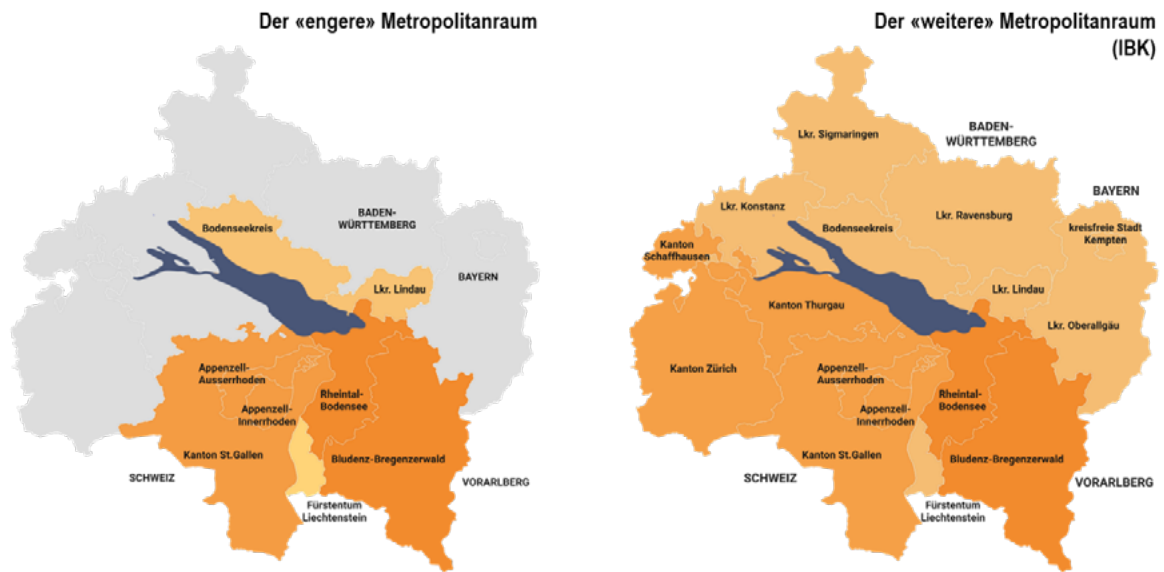 Der «engere» Metropolitanraum
BADEN-
WÜRTTEMBERG
Bodenseekreis
BAYERN
Lkr. Lindau
Appenzell-
Ausserrhoden
Rheintal-
Bodensee
Appenzell-
Innerrhoden
Kanton St.Gallen
Bludenz-Bregenzerwald
SCHWEIZ
VORARLBERG
Fürstentum
Liechtenstein
Der «weitere» Metropolitanraum
(IBK)
Lkr. Sigmaringen
BADEN-
WÜRTTEMBERG
BAYERN
Lkr. Konstanz
Lkr. Ravensburg
Bodenseekreis
kreisfreie Stadt
Kempten
Kanton
Schaffhausen
Lkr. Lindau
Kanton Thurgau
Lkr. Oberallgäu
Kanton Zürich
Appenzell-
Ausserrhoden
Rheintal-
Bodensee
Appenzell-
Innerrhoden
Kanton St.Gallen
Bludenz-Bregenzerwald
SCHWEIZ
VORARLBERG
Fürstentum
Liechtenstein